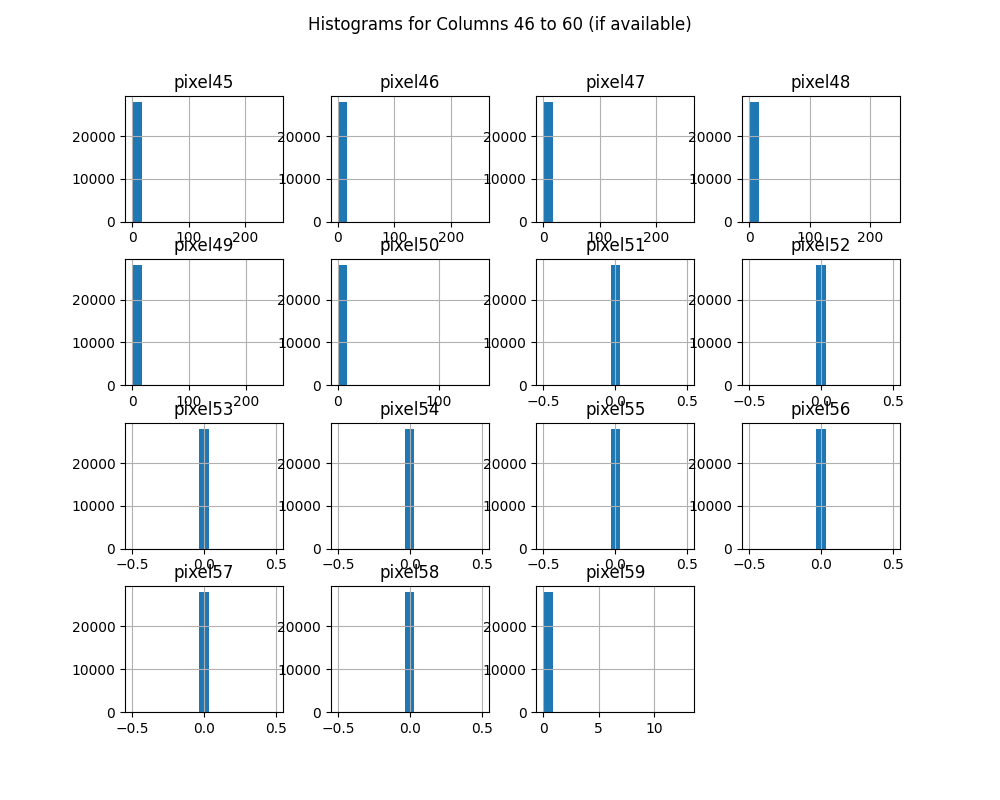 Histograms for Columns 46 to 60 (if available)
pixel45 pixel46 pixel47 pixel48
20000 20000 20000 20000
10000 10000 10000 10000
0 0 0 0
0 100 200 0 100 200 0 100 200 0 100 200
pixel49 pixel50 pixel51 pixel52
20000 20000 20000 20000
10000 10000 10000 10000
0 0 0 0
0 100 200 0 100 −0.5 0.0 0.5 −0.5 0.0 0.5
pixel53 pixel54 pixel55 pixel56
20000 20000 20000 20000
10000 10000 10000 10000
0 0 0 0
−0.5 0.0 0.5 −0.5 0.0 0.5 −0.5 0.0 0.5 −0.5 0.0 0.5
pixel57 pixel58 pixel59
20000 20000 20000
10000 10000 10000
0 0 0
−0.5 0.0 0.5 −0.5 0.0 0.5 0 5 10